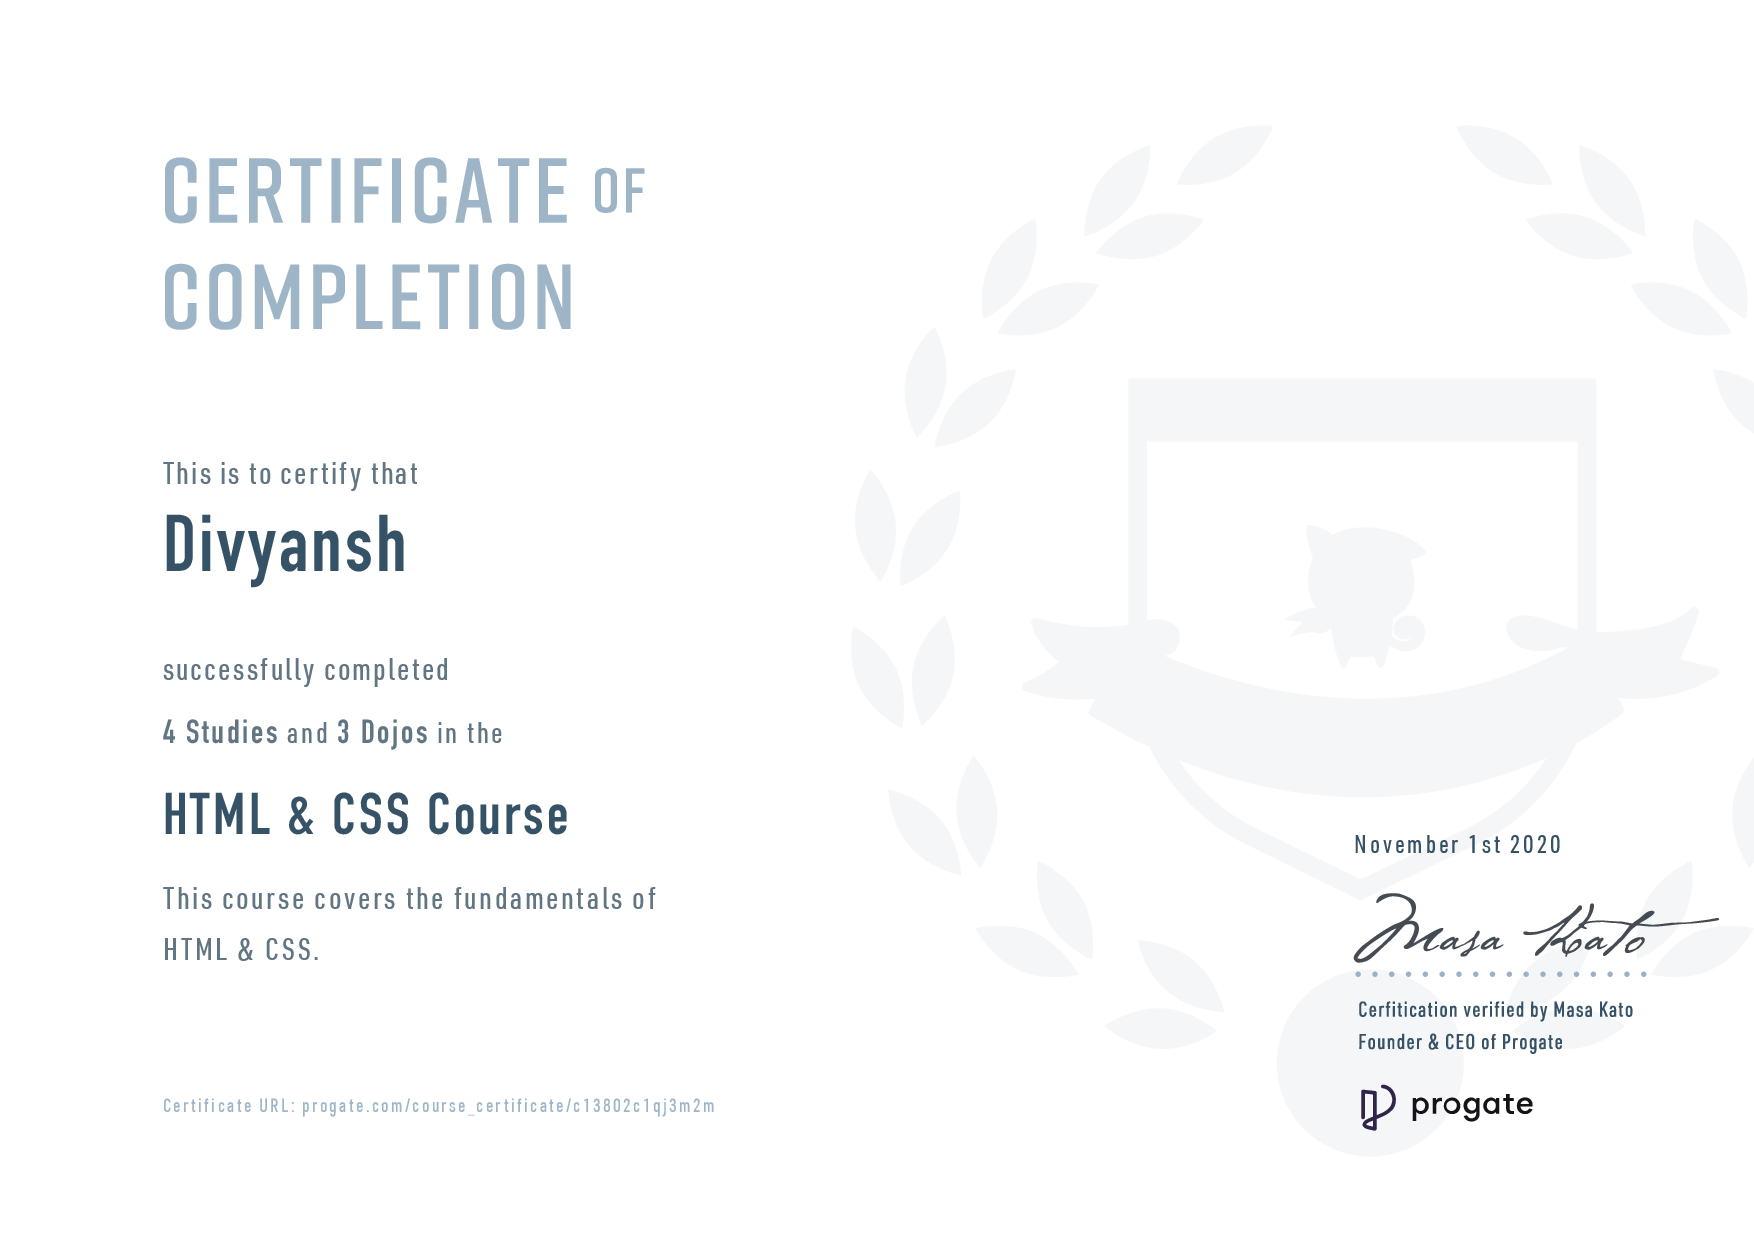 CERTIFICATE OF
COMPLETION
This is to certify that
Divyansh
successfully completed
4 Studies and 3 Dojos in the
HTML & CSS Course
This course covers the fundamentals of
HTML & CSS.
November 1st 2020
Masa Kato
Cerfitication verified by Masa Kato
Founder & CEO of Progate
Certificate URL: progate.com/course_certificate/c13802c1qj3m2m
progate